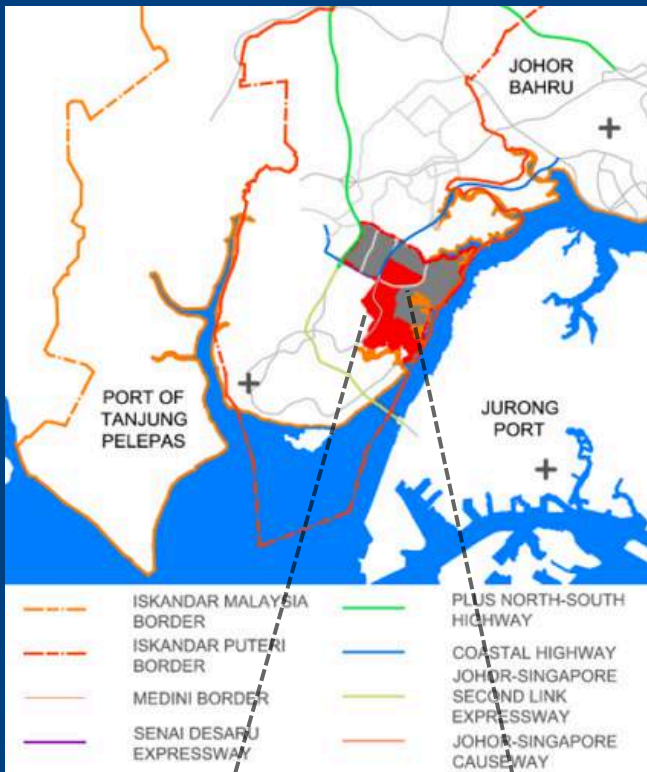 JOHOR
BAHRU
PORT OF
TANJUNG
PELEPAS
JURONG
PORT
ISKANDAR MALAYSIA
BORDER
ISKANDAR PUTERI
BORDER
MEDINI BORDER
SENAI DESARU
EXPRESSWAY
PLUS NORTH-SOUTH
HIGHWAY
COASTAL HIGHWAY
JOHOR-SINGAPORE
SECOND LINK
EXPRESSWAY
JOHOR-SINGAPORE
CAUSEWAY